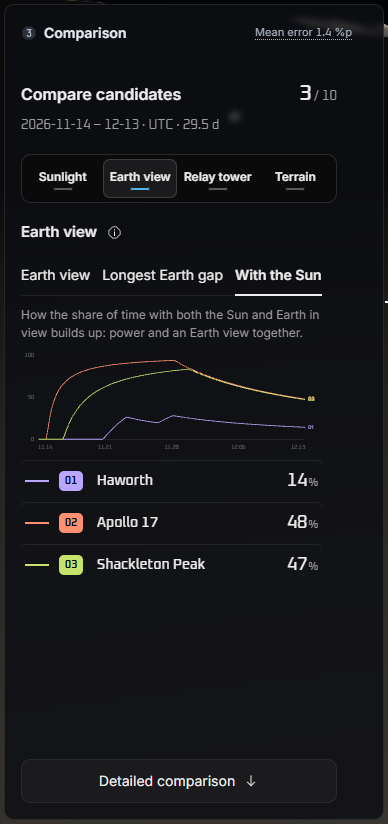 3 Comparison Mean error 1.4 %p
Compare candidates 3 / 10
2026-11-14 – 12-13 · UTC · 29.5 d
Sunlight Earth view Relay tower Terrain
Earth view
Earth view Longest Earth gap With the Sun
How the share of time with both the Sun and Earth in
view builds up: power and an Earth view together.
100
50
0
01
11.14 11.21 11.28 12.06 12.13
01 Haworth 14%
02 Apollo 17 48%
03 Shackleton Peak 47%
Detailed comparison ↓